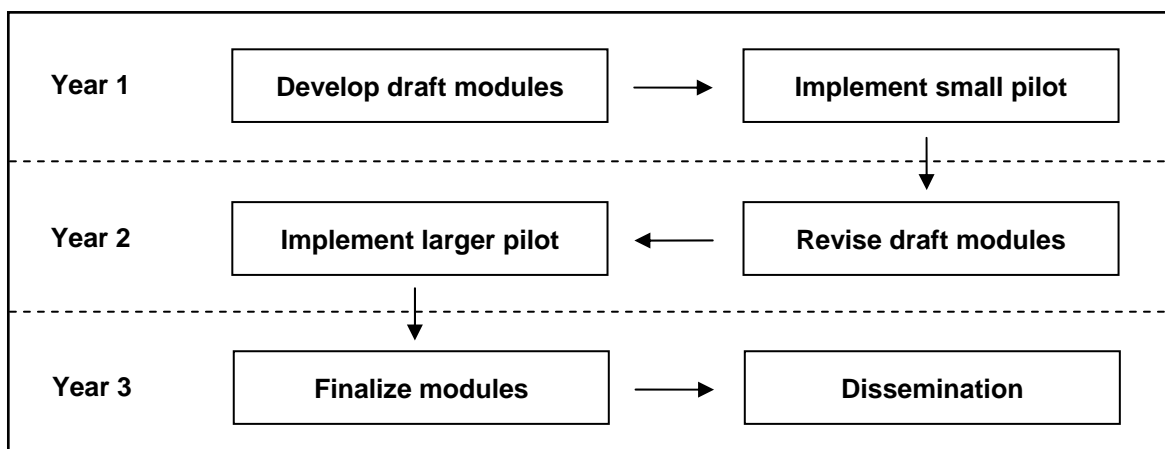 Year 1
Develop draft modules
Implement small pilot
Year 2
Implement larger pilot
Revise draft modules
Year 3
Finalize modules
Dissemination